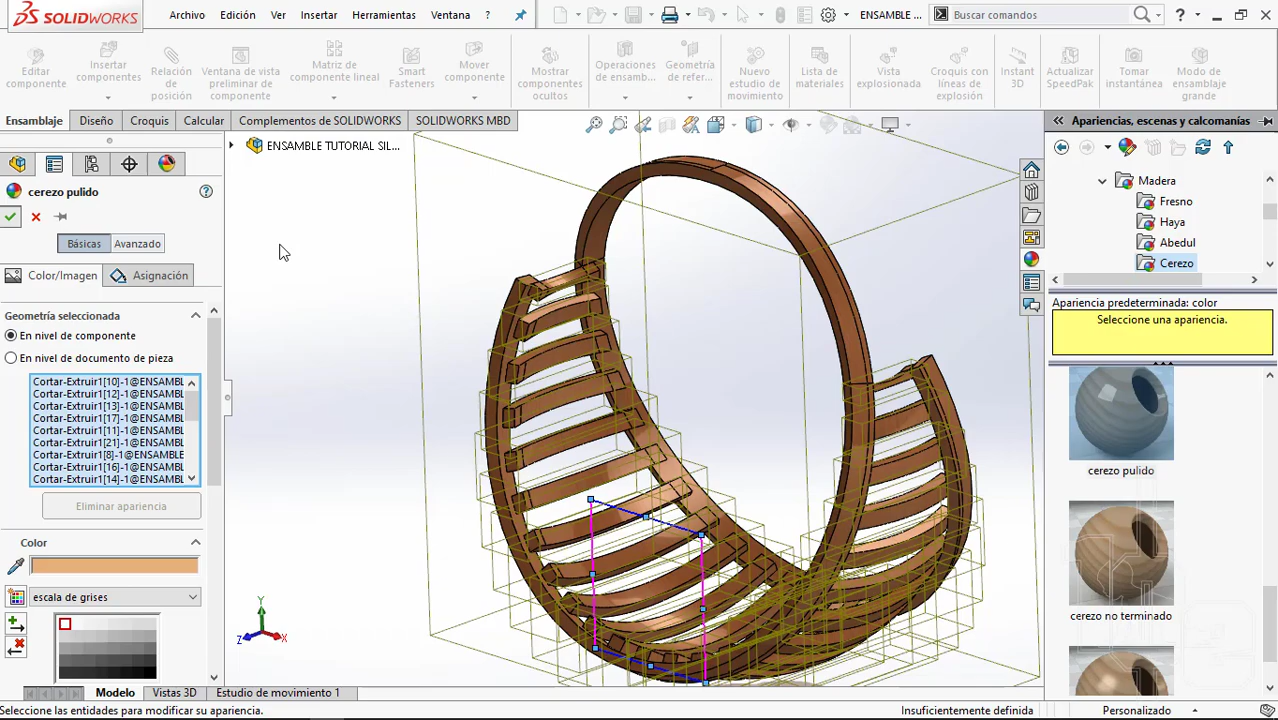 SOLIDWORKS
Archivo Edición Ver Insertar Herramientas Ventana ?
ENSAMBLE ...
Buscar comandos
?
Editar componente
Insertar componentes
Relación de posición
Ventana de vista preliminar de componente
Matriz de componente lineal
Smart Fasteners
Mover componente
Mostrar componentes ocultos
Operaciones de ensamb...
Geometría de refer...
Nuevo estudio de movimiento
Lista de materiales
Vista explosionada
Croquis con líneas de explosión
Instant 3D
Actualizar SpeedPak
Tomar instantánea
Modo de ensamblaje grande
Ensamblaje Diseño Croquis Calcular Complementos de SOLIDWORKS SOLIDWORKS MBD
ENSAMBLE TUTORIAL SIL...
cerezo pulido
Básicas Avanzado
Color/Imagen Asignación
Geometría seleccionada
En nivel de componente
En nivel de documento de pieza
Cortar-Extruir1[10]-1@ENSAMBL
Cortar-Extruir1[12]-1@ENSAMBL
Cortar-Extruir1[13]-1@ENSAMBL
Cortar-Extruir1[17]-1@ENSAMBL
Cortar-Extruir1[11]-1@ENSAMBL
Cortar-Extruir1[21]-1@ENSAMBL
Cortar-Extruir1[8]-1@ENSAMBLE
Cortar-Extruir1[16]-1@ENSAMBL
Cortar-Extruir1[14]-1@ENSAMBL
Eliminar apariencia
Color
escala de grises
Y
Z X
Apariencias, escenas y calcomanías
Madera
Fresno
Haya
Abedul
Cerezo
Apariencia predeterminada: color
Seleccione una apariencia.
cerezo pulido
cerezo no terminado
Modelo Vistas 3D Estudio de movimiento 1
Seleccione las entidades para modificar su apariencia.
Insuficientemente definida
Personalizado